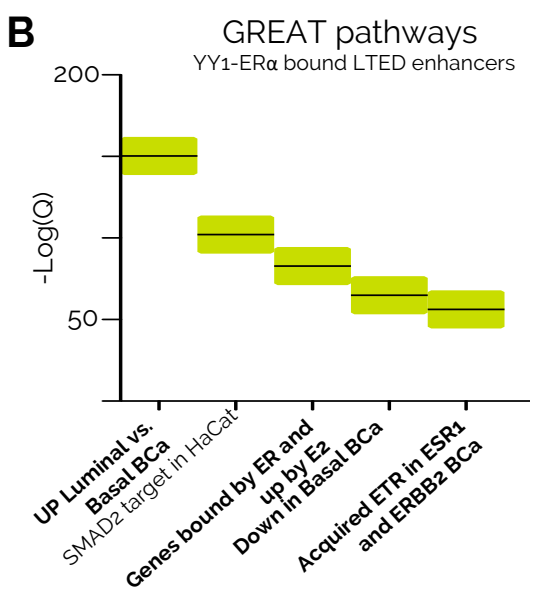 B
GREAT pathways
YY1-ERα bound LTED enhancers
200
50
-Log(Q)
UP Luminal vs.
Basal BCa
SMAD2 target in HaCat
Genes bound by ER and
up by E2
Down in Basal BCa
Acquired ETR in ESR1
and ERBB2 BCa